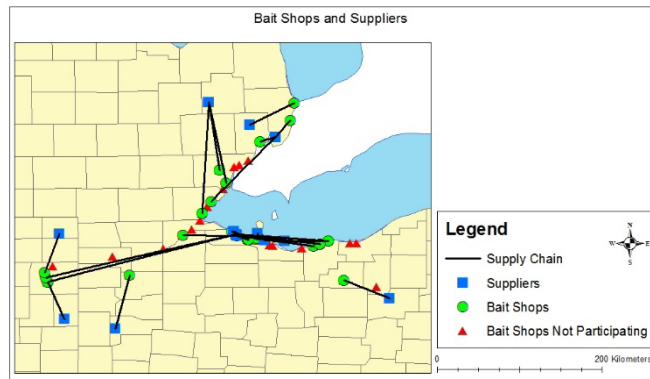 Bait Shops and Suppliers
Legend
N
W E
S
Supply Chain
Suppliers
Bait Shops
Bait Shops Not Participating
0 200 Kilometers